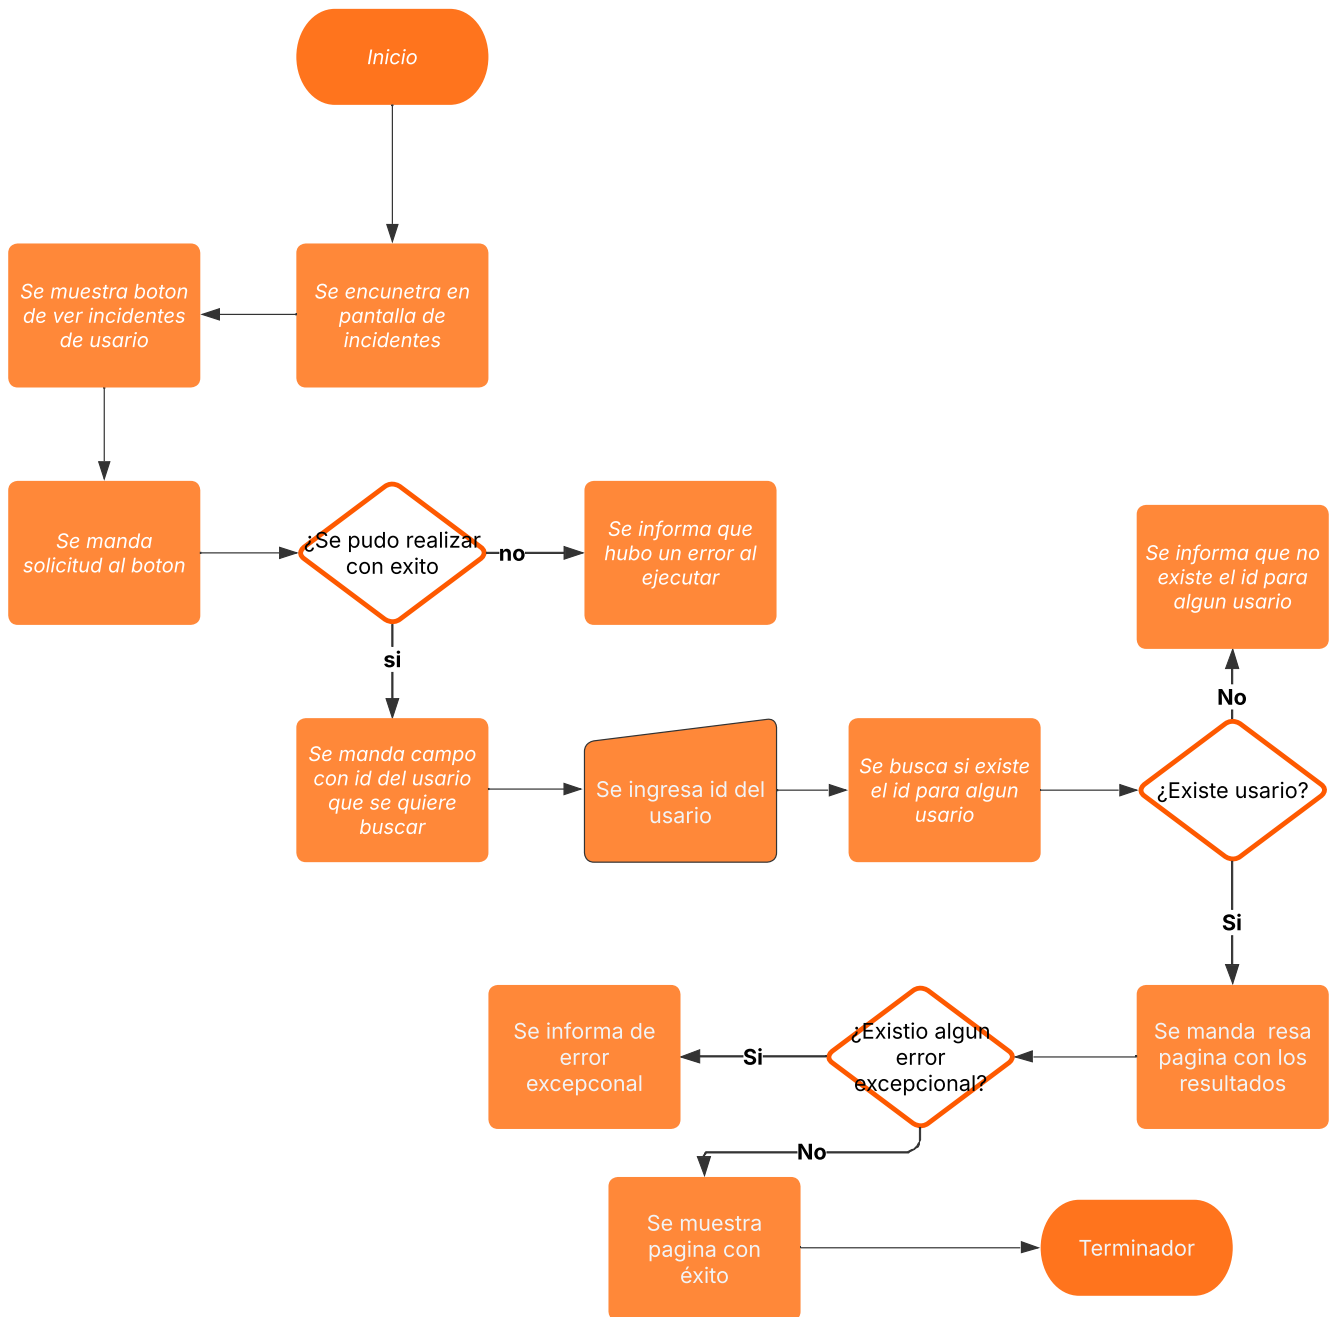 Inicio
Se muestra boton
de ver incidentes
de usario
Se encunetra en
pantalla de
incidentes
Se manda
solicitud al boton
¿Se pudo realizar
con exito
no
Se informa que
hubo un error al
ejecutar
si
Se informa que no
existe el id para
algun usario
No
Se manda campo
con id del usario
que se quiere
buscar
Se ingresa id del
usario
Se busca si existe
el id para algun
usario
¿Existe usario?
Si
Se informa de
error
excepconal
Si
¿Existio algun
error
excepcional?
Se manda resa
pagina con los
resultados
No
Se muestra
pagina con
éxito
Terminador